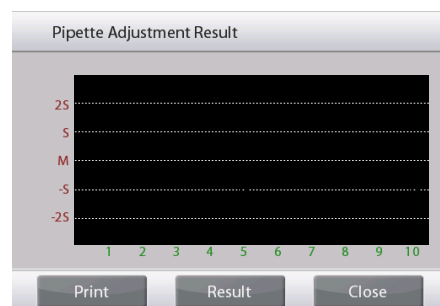 Pipette Adjustment Result
2S
S
M
-S
-2S
1 2 3 4 5 6 7 8 9 10
Print Result Close